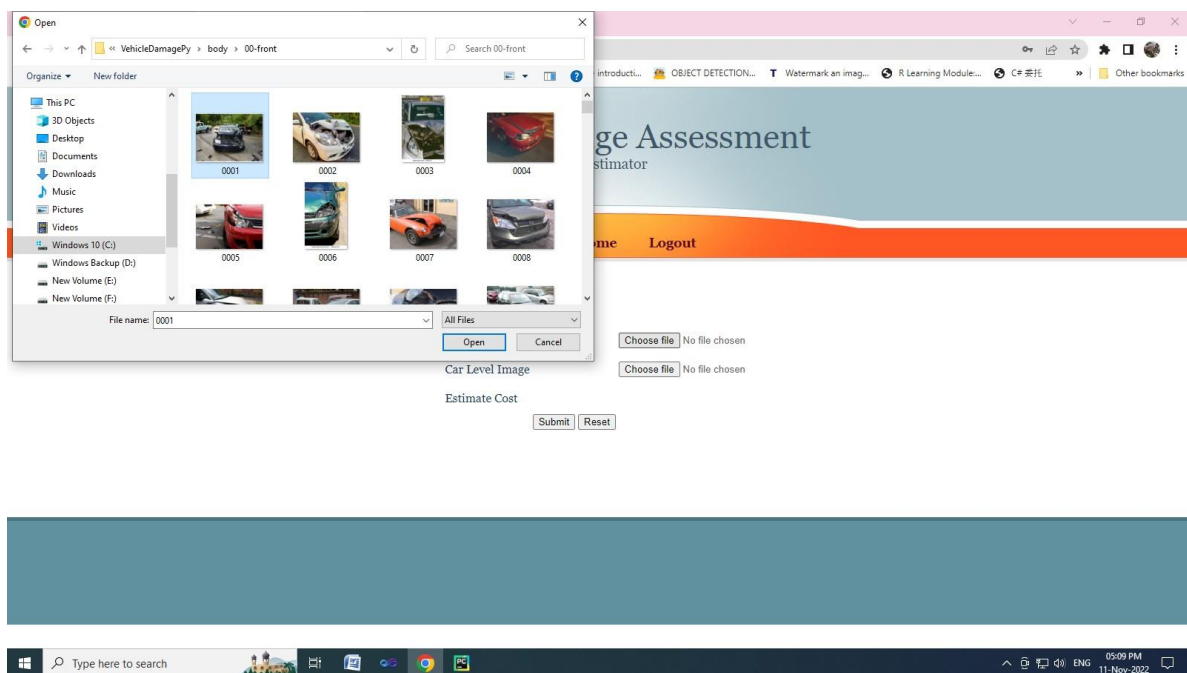 Open
« VehicleDamagePy › body › 00-front
Search 00-front
Organize
New folder
This PC
3D Objects
Desktop
Documents
Downloads
Music
Pictures
Videos
Windows 10 (C:)
Windows Backup (D:)
New Volume (E:)
New Volume (F:)
0001
0002
0003
0004
0005
0006
0007
0008
File name: 0001
All Files
Open
Cancel
introducti...
OBJECT DETECTION...
Watermark an imag...
R Learning Module:...
C# 委托
»
Other bookmarks
ge Assessment
stimator
ome
Logout
Choose file No file chosen
Car Level Image
Choose file No file chosen
Estimate Cost
Submit
Reset
Type here to search
ENG
05:09 PM
11-Nov-2022